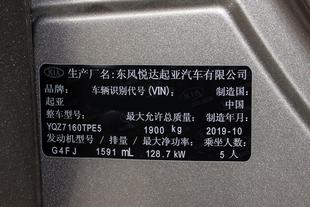 KIA 生产厂名:东风悦达起亚汽车有限公司
品牌: 车辆识别代号(VIN): 制造国:
起亚 中国
整车型号: 最大允许总质量: 制造年月:
YQZ7160TPE5 1900 kg 2019-10
发动机型号 / 排量 / 最大净功率: 乘坐人数:
G4FJ 1591 mL 128.7 kW 5 人